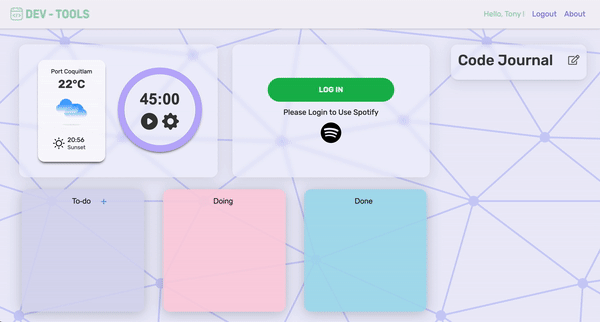 DEV - TOOLS
Hello, Tony !
Logout
About
Port Coquitlam
22°C
20:56
Sunset
45:00
LOG IN
Please Login to Use Spotify
Code Journal
To-do +
Doing
Done